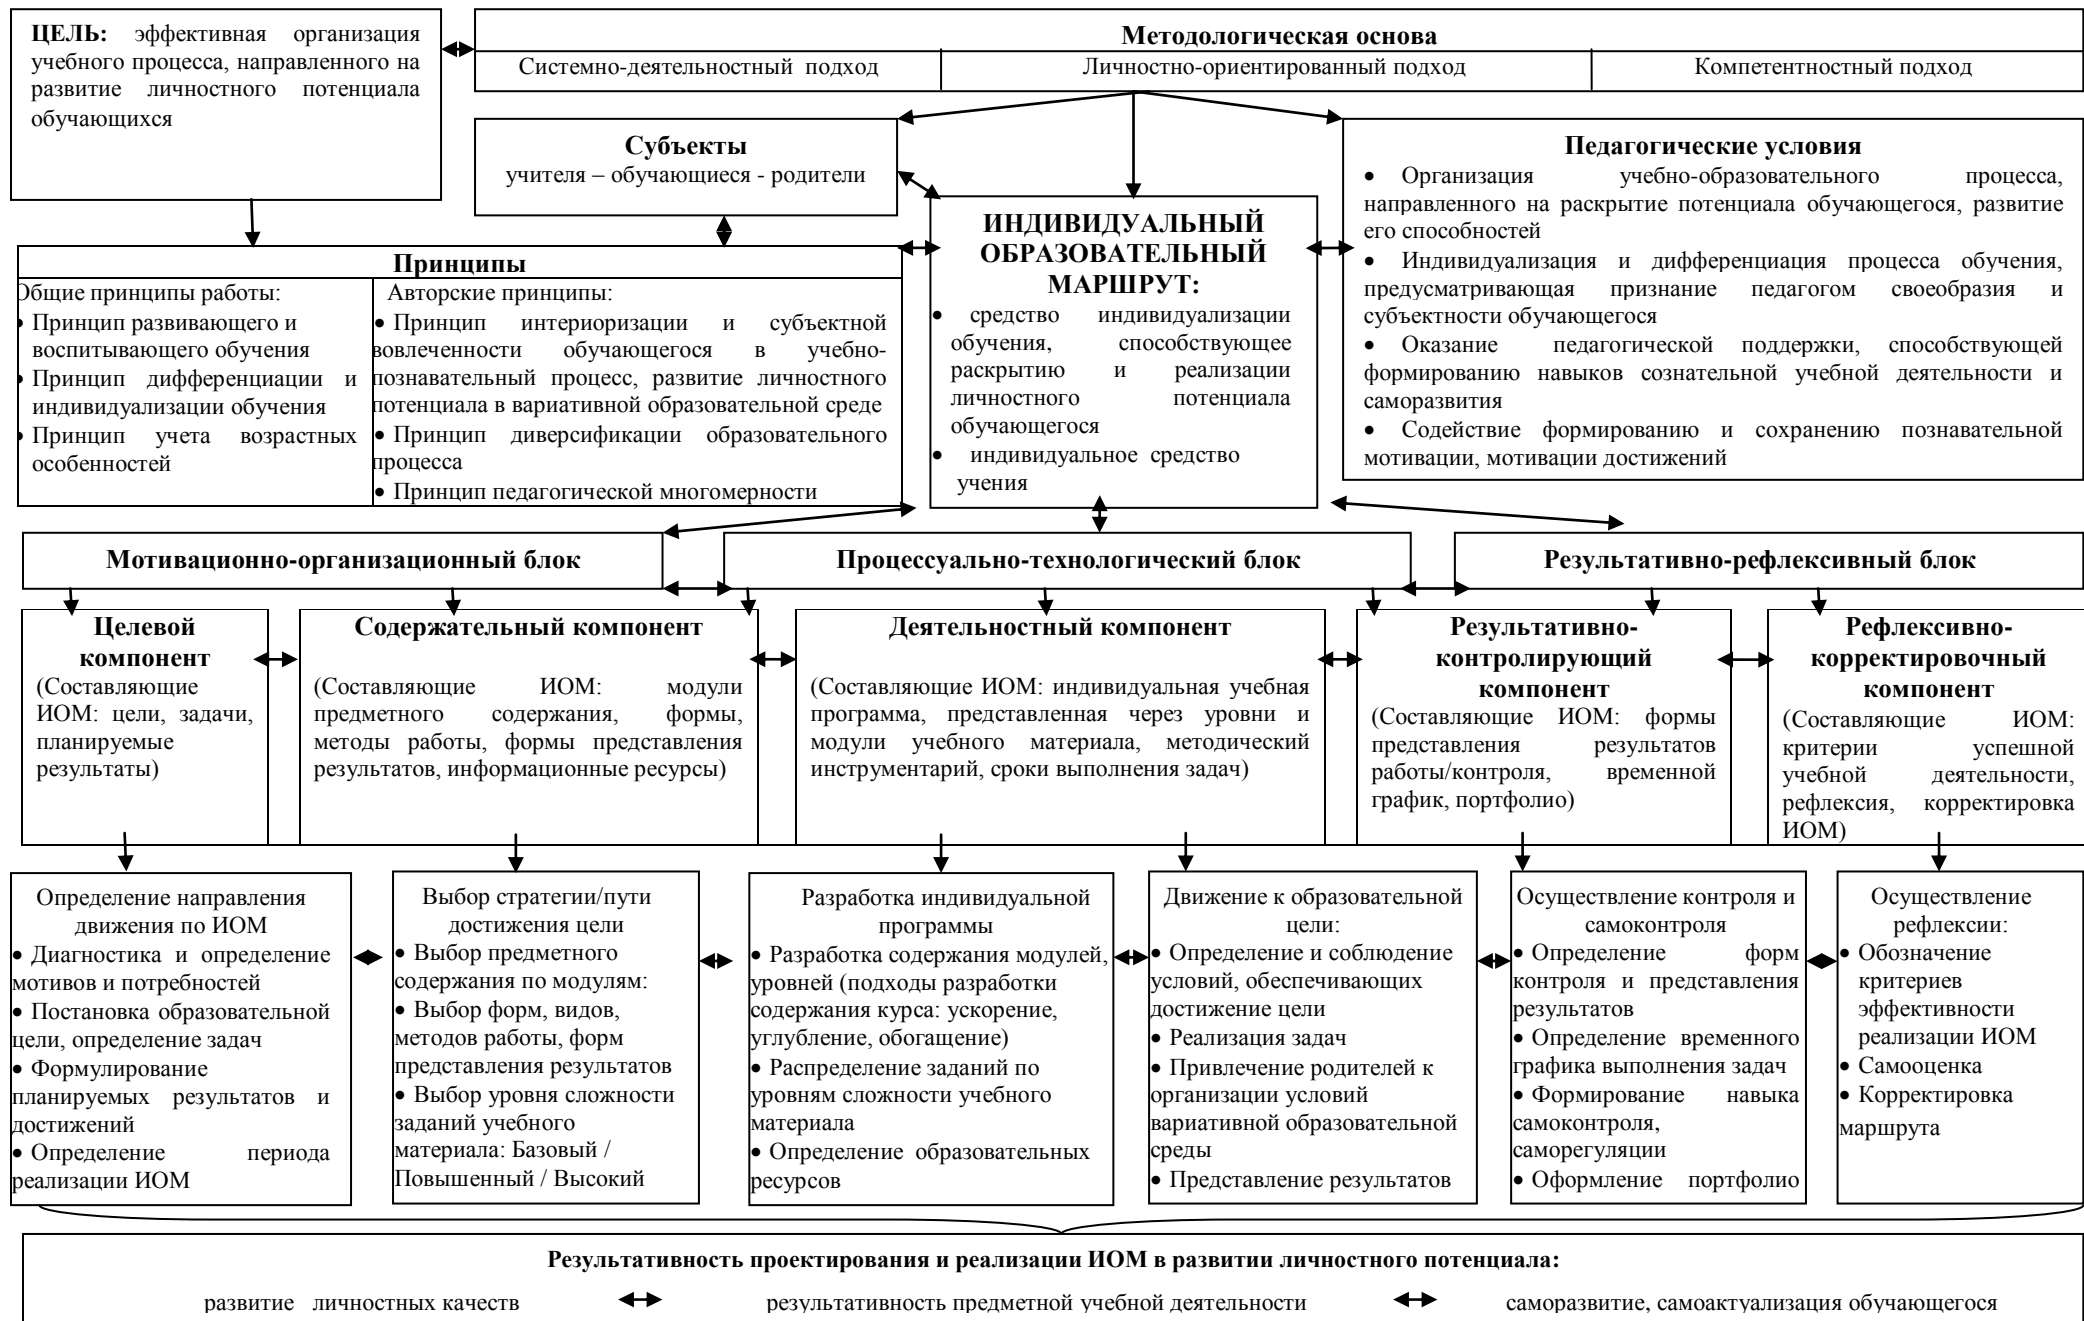 ЦЕЛЬ: эффективная организация
учебного процесса, направленного на
развитие личностного потенциала
обучающихся
Методологическая основа
Системно-деятельностный подход
Личностно-ориентированный подход
Компетентностный подход
Субъекты
учителя – обучающиеся - родители
Педагогические условия
• Организация учебно-образовательного процесса,
направленного на раскрытие потенциала обучающегося, развитие
его способностей
• Индивидуализация и дифференциация процесса обучения,
предусматривающая признание педагогом своеобразия и
субъектности обучающегося
• Оказание педагогической поддержки, способствующей
формированию навыков сознательной учебной деятельности и
саморазвития
• Содействие формированию и сохранению познавательной
мотивации, мотивации достижений
Принципы
Общие принципы работы:
• Принцип развивающего и
воспитывающего обучения
• Принцип дифференциации и
индивидуализации обучения
• Принцип учета возрастных
особенностей
Авторские принципы:
• Принцип интериоризации и субъектной
вовлеченности обучающегося в учебно-
познавательный процесс, развитие личностного
потенциала в вариативной образовательной среде
• Принцип диверсификации образовательного
процесса
• Принцип педагогической многомерности
ИНДИВИДУАЛЬНЫЙ
ОБРАЗОВАТЕЛЬНЫЙ
МАРШРУТ:
• средство индивидуализации
обучения, способствующее
раскрытию и реализации
личностного потенциала
обучающегося
• индивидуальное средство
учения
Мотивационно-организационный блок
Процессуально-технологический блок
Результативно-рефлексивный блок
Целевой
компонент
(Составляющие
ИОМ: цели, задачи,
планируемые
результаты)
Содержательный компонент
(Составляющие ИОМ: модули
предметного содержания, формы,
методы работы, формы представления
результатов, информационные ресурсы)
Деятельностный компонент
(Составляющие ИОМ: индивидуальная учебная
программа, представленная через уровни и
модули учебного материала, методический
инструментарий, сроки выполнения задач)
Результативно-
контролирующий
компонент
(Составляющие ИОМ: формы
представления результатов
работы/контроля, временной
график, портфолио)
Рефлексивно-
корректировочный
компонент
(Составляющие ИОМ:
критерии успешной
учебной деятельности,
рефлексия, корректировка
ИОМ)
Определение направления
движения по ИОМ
• Диагностика и определение
мотивов и потребностей
• Постановка образовательной
цели, определение задач
• Формулирование
планируемых результатов и
достижений
• Определение периода
реализации ИОМ
Выбор стратегии/пути
достижения цели
• Выбор предметного
содержания по модулям:
• Выбор форм, видов,
методов работы, форм
представления результатов
• Выбор уровня сложности
заданий учебного
материала: Базовый /
Повышенный / Высокий
Разработка индивидуальной
программы
• Разработка содержания модулей,
уровней (подходы разработки
содержания курса: ускорение,
углубление, обогащение)
• Распределение заданий по
уровням сложности учебного
материала
• Определение образовательных
ресурсов
Движение к образовательной
цели:
• Определение и соблюдение
условий, обеспечивающих
достижение цели
• Реализация задач
• Привлечение родителей к
организации условий
вариативной образовательной
среды
• Представление результатов
Осуществление контроля и
самоконтроля
• Определение форм
контроля и представления
результатов
• Определение временного
графика выполнения задач
• Формирование навыка
самоконтроля,
саморегуляции
• Оформление портфолио
Осуществление
рефлексии:
• Обозначение
критериев
эффективности
реализации ИОМ
• Самооценка
• Корректировка
маршрута
Результативность проектирования и реализации ИОМ в развитии личностного потенциала:
развитие личностных качеств
результативность предметной учебной деятельности
саморазвитие, самоактуализация обучающегося